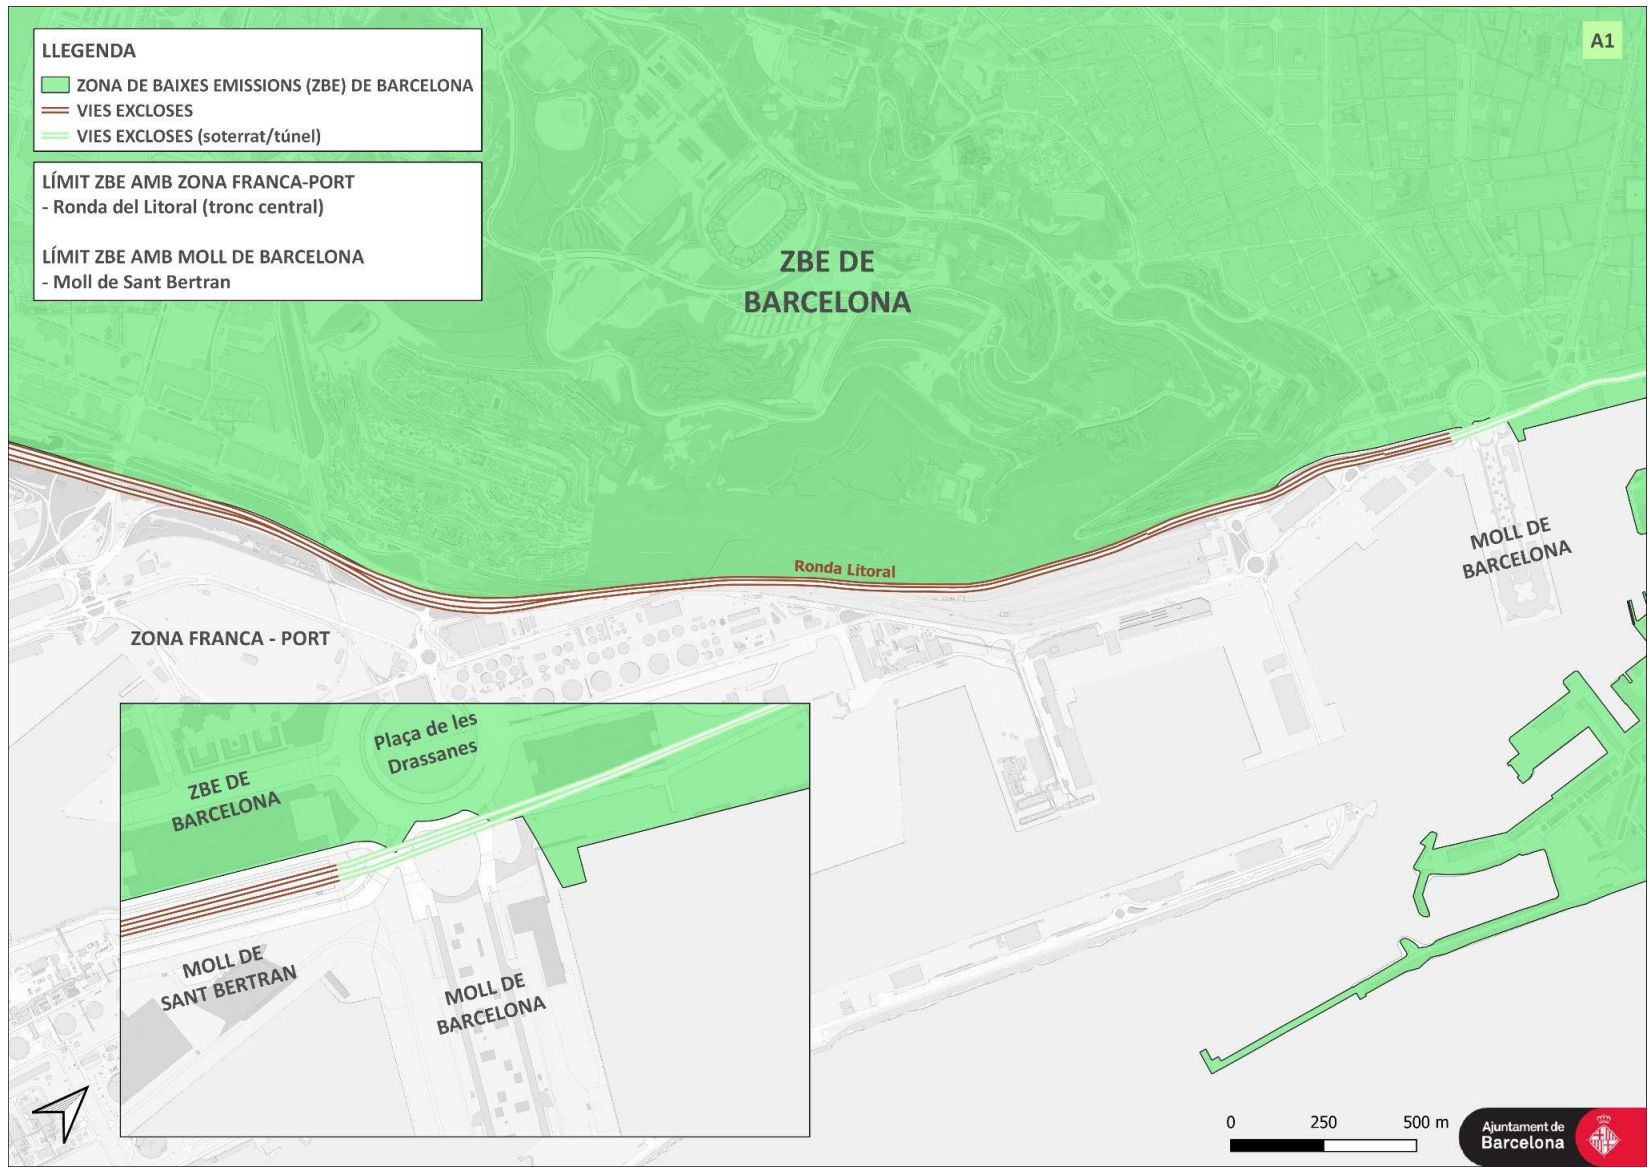 LLEGENDA
ZONA DE BAIXES EMISSIONS (ZBE) DE BARCELONA
VIES EXCLOSES
VIES EXCLOSES (soterrat/túnel)
LÍMIT ZBE AMB ZONA FRANCA-PORT
- Ronda del Litoral (tronc central)
LÍMIT ZBE AMB MOLL DE BARCELONA
- Moll de Sant Bertran
A1
ZBE DE
BARCELONA
Ronda Litoral
MOLL DE
BARCELONA
ZONA FRANCA - PORT
Plaça de les
Drassanes
ZBE DE
BARCELONA
MOLL DE
SANT BERTRAN
MOLL DE
BARCELONA
0 250 500 m
Ajuntament de
Barcelona